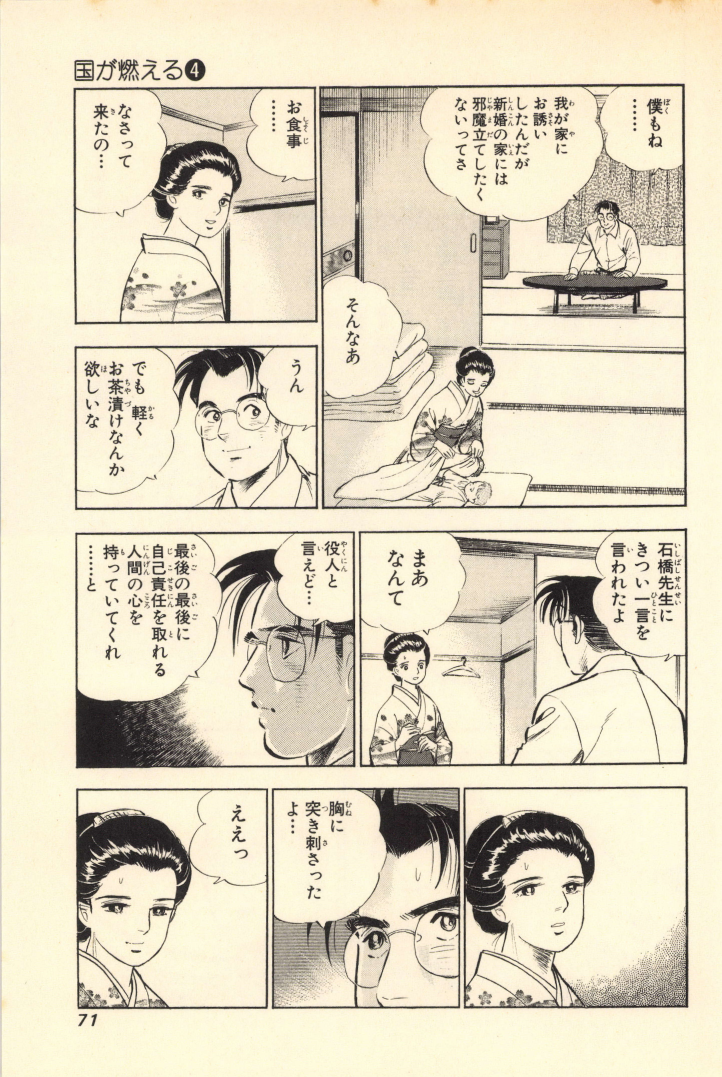 国が燃える❹
僕もね
……
我が家に
お誘い
したんだが
新婚の家には
邪魔立てしたく
ないってさ
そんなあ
お食事
……
なさって
来たの…
うん
でも 軽く
お茶漬けなんか
欲しいな
石橋先生に
きつい一言を
言われたよ
まあ
なんて
役人と
言えど…
最後の最後に
自己責任を取れる
人間の心を
持っていてくれ
……と
胸に
突き刺さった
よ…
ええっ
71